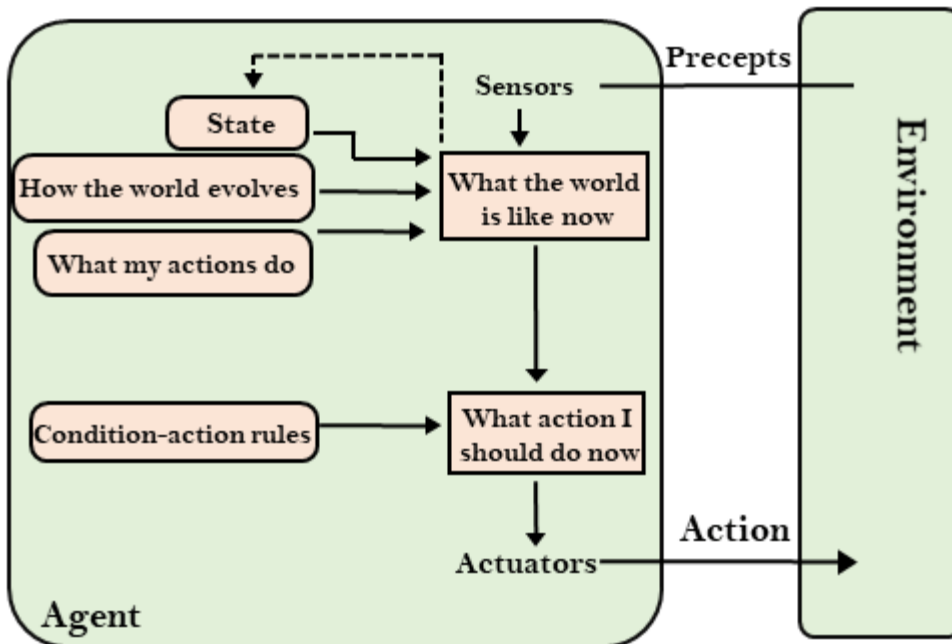 Precepts
Sensors
State
How the world evolves
What the world
is like now
What my actions do
Environment
Condition-action rules
What action I
should do now
Action
Actuators
Agent